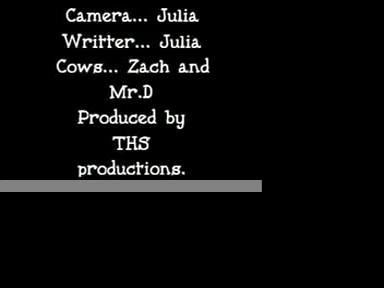 Camera... Julia
Writter... Julia
Cows... Zach and
Mr.D
Produced by
THS
productions.